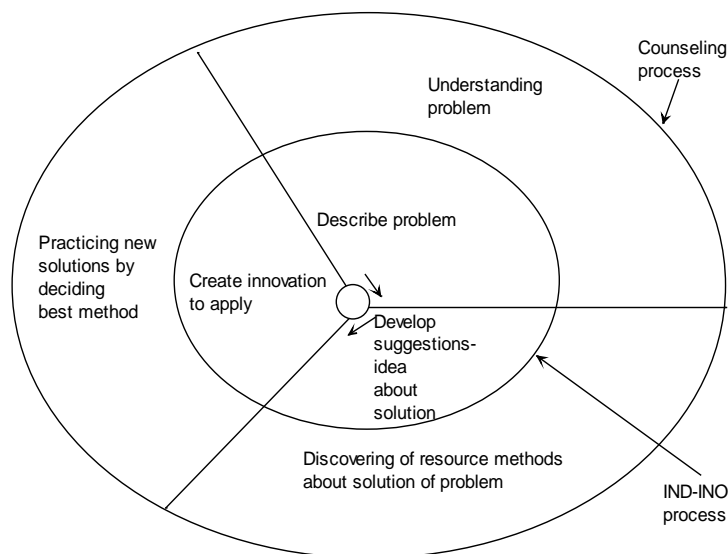 Counseling
process
Understanding
problem
Describe problem
Practicing new
solutions by
deciding
best method
Create innovation
to apply
Develop
suggestions-
idea
about
solution
Discovering of resource methods
about solution of problem
IND-INO
process